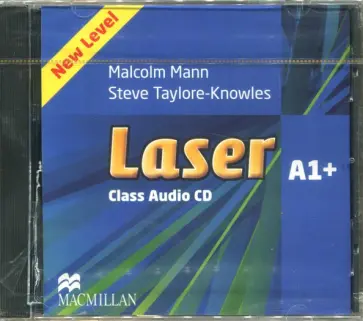 New Level
Malcolm Mann
Steve Taylore-Knowles
Laser
A1+
Class Audio CD
MACMILLAN